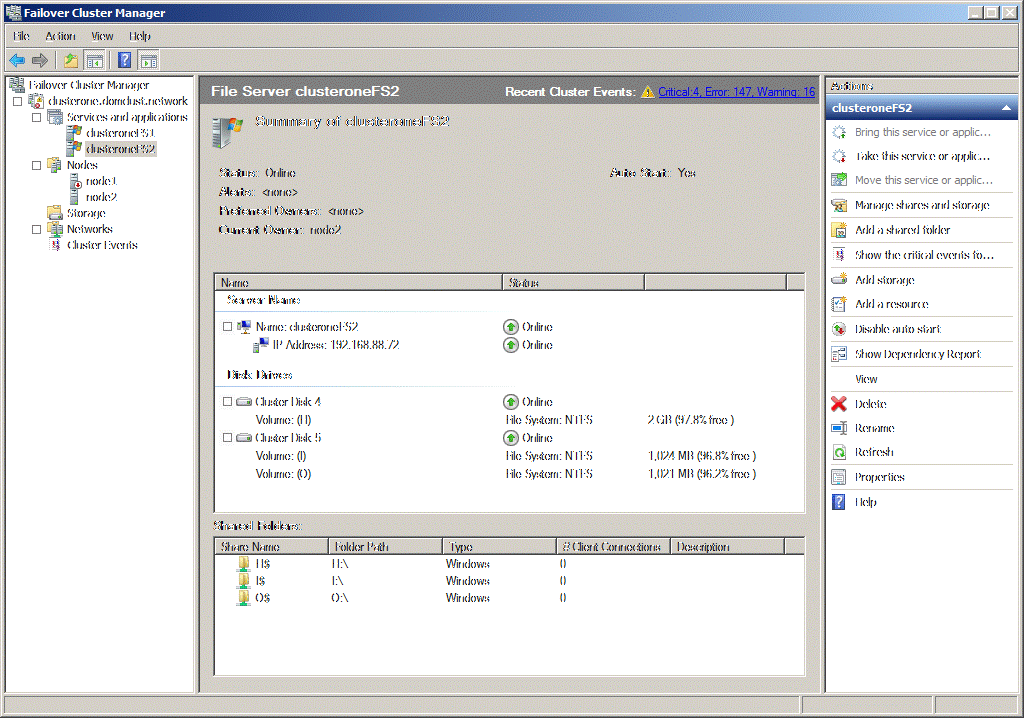 Failover Cluster Manager
File Action View Help
Failover Cluster Manager
clusterone.domdust.network
Services and applications
clusteroneFS1
clusteroneFS2
Nodes
node1
node2
Storage
Networks
Cluster Events
File Server clusteroneFS2
Recent Cluster Events: Critical:4, Error: 147, Warning: 16
Summary of clusteroneFS2
Status: Online
Auto Start: Yes
Alerts: <none>
Preferred Owners: <none>
Current Owner: node2
Name Status
Server Name
Name: clusteroneFS2 Online
IP Address: 192.168.88.72 Online
Disk Drives
Cluster Disk 4 Online
Volume: (H) File System: NTFS 2 GB (97.8% free )
Cluster Disk 5 Online
Volume: (I) File System: NTFS 1,024 MB (96.8% free )
Volume: (O) File System: NTFS 1,021 MB (96.2% free )
Shared Folders:
Share Name Folder Path Type # Client Connections Description
H$ H:\ Windows 0
I$ I:\ Windows 0
O$ O:\ Windows 0
Actions
clusteroneFS2
Bring this service or applic...
Take this service or applic...
Move this service or applic...
Manage shares and storage
Add a shared folder
Show the critical events fo...
Add storage
Add a resource
Disable auto start
Show Dependency Report
View
Delete
Rename
Refresh
Properties
Help